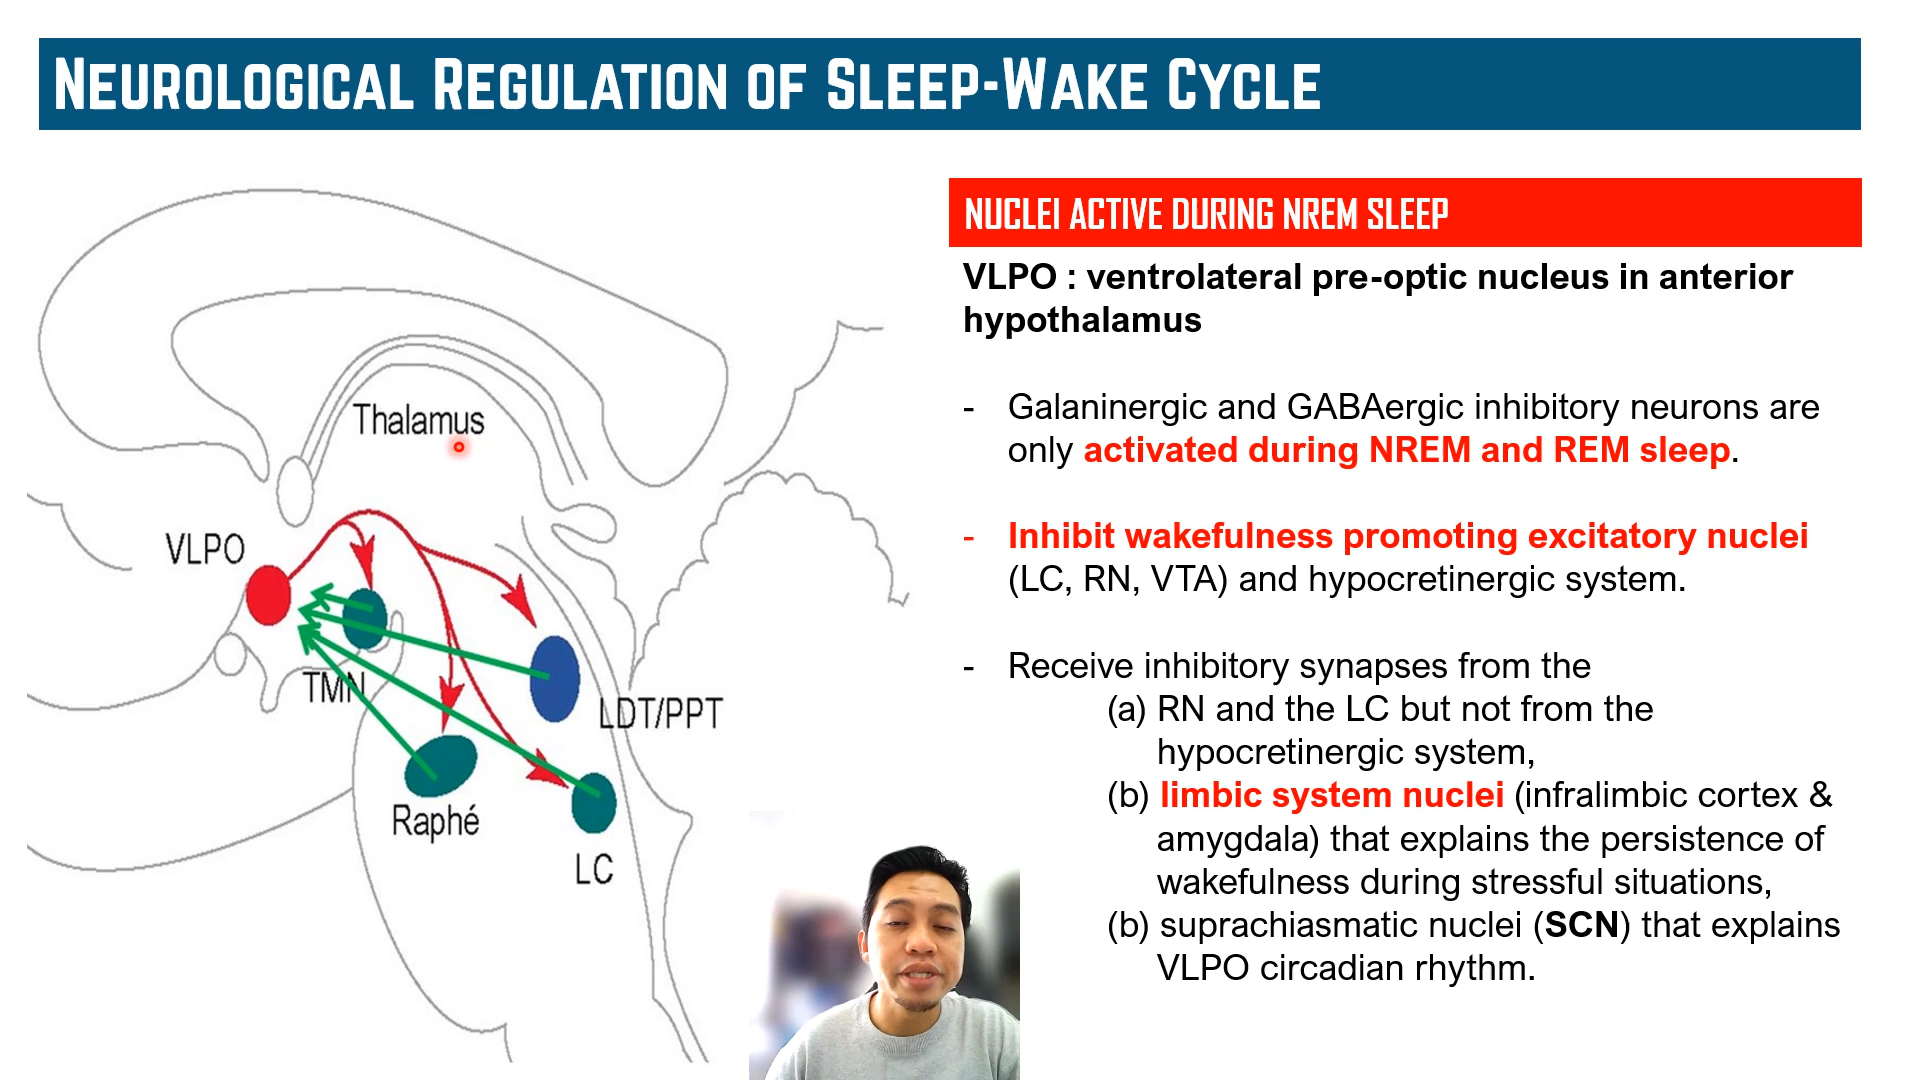 NEUROLOGICAL REGULATION OF SLEEP-WAKE CYCLE
Thalamus
VLPO
TMN
LDT/PPT
Raphé
LC
NUCLEI ACTIVE DURING NREM SLEEP
VLPO : ventrolateral pre-optic nucleus in anterior
hypothalamus
- Galaninergic and GABAergic inhibitory neurons are
only activated during NREM and REM sleep.
- Inhibit wakefulness promoting excitatory nuclei
(LC, RN, VTA) and hypocretinergic system.
- Receive inhibitory synapses from the
(a) RN and the LC but not from the
hypocretinergic system,
(b) limbic system nuclei (infralimbic cortex &
amygdala) that explains the persistence of
wakefulness during stressful situations,
(b) suprachiasmatic nuclei (SCN) that explains
VLPO circadian rhythm.